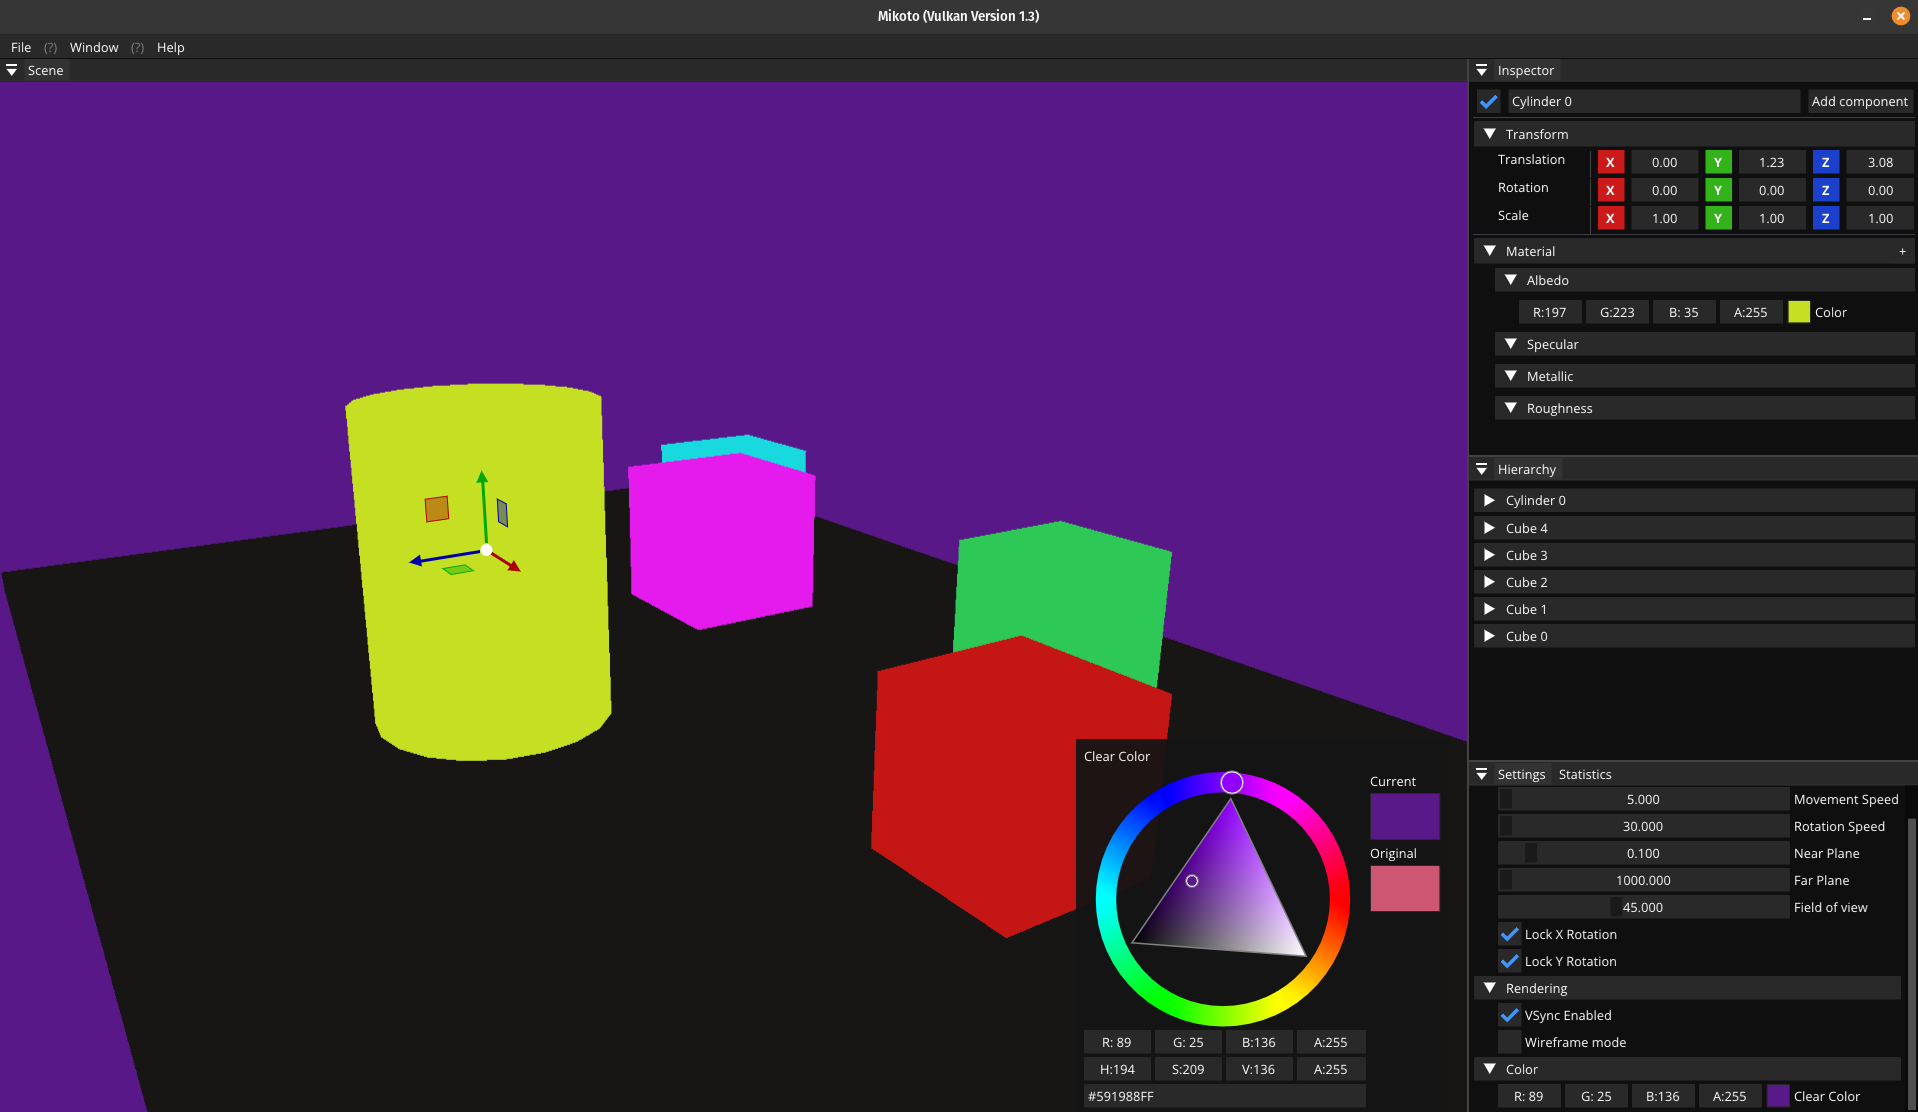 Mikoto (Vulkan Version 1.3)
File (?) Window (?) Help
Scene
Inspector
Cylinder 0 Add component
Transform
Translation X 0.00 Y 1.23 Z 3.08
Rotation X 0.00 Y 0.00 Z 0.00
Scale X 1.00 Y 1.00 Z 1.00
Material +
Albedo
R:197 G:223 B: 35 A:255 Color
Specular
Metallic
Roughness
Hierarchy
Cylinder 0
Cube 4
Cube 3
Cube 2
Cube 1
Cube 0
Clear Color
Current
Original
R: 89 G: 25 B:136 A:255
H:194 S:209 V:136 A:255
#591988FF
Settings Statistics
5.000 Movement Speed
30.000 Rotation Speed
0.100 Near Plane
1000.000 Far Plane
45.000 Field of view
Lock X Rotation
Lock Y Rotation
Rendering
VSync Enabled
Wireframe mode
Color
R: 89 G: 25 B:136 A:255 Clear Color